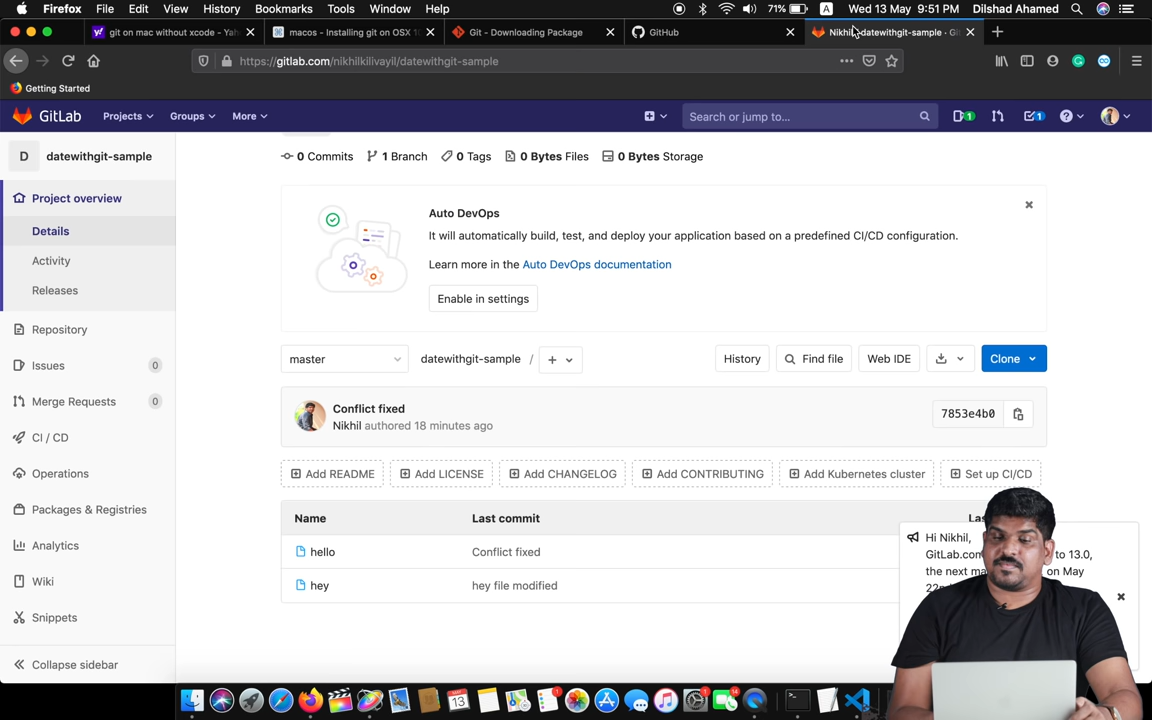 Firefox File Edit View History Bookmarks Tools Window Help 71% A Wed 13 May 9:51 PM Dilshad Ahamed
git on mac without xcode - Yah
macos - Installing git on OSX 1
Git - Downloading Package
GitHub
Nikhil datewithgit-sample · Git
https://gitlab.com/nikhilkilivayil/datewithgit-sample
Getting Started
GitLab Projects Groups More Search or jump to... 1 1
D datewithgit-sample
Project overview
Details
Activity
Releases
Repository
Issues 0
Merge Requests 0
CI / CD
Operations
Packages & Registries
Analytics
Wiki
Snippets
Collapse sidebar
0 Commits 1 Branch 0 Tags 0 Bytes Files 0 Bytes Storage
Auto DevOps
It will automatically build, test, and deploy your application based on a predefined CI/CD configuration.
Learn more in the Auto DevOps documentation
Enable in settings
master datewithgit-sample / + History Find file Web IDE Clone
Conflict fixed
Nikhil authored 18 minutes ago
7853e4b0
Add README Add LICENSE Add CHANGELOG Add CONTRIBUTING Add Kubernetes cluster Set up CI/CD
Name Last commit
hello Conflict fixed
hey hey file modified
Hi Nikhil,
GitLab.com to 13.0,
the next on May